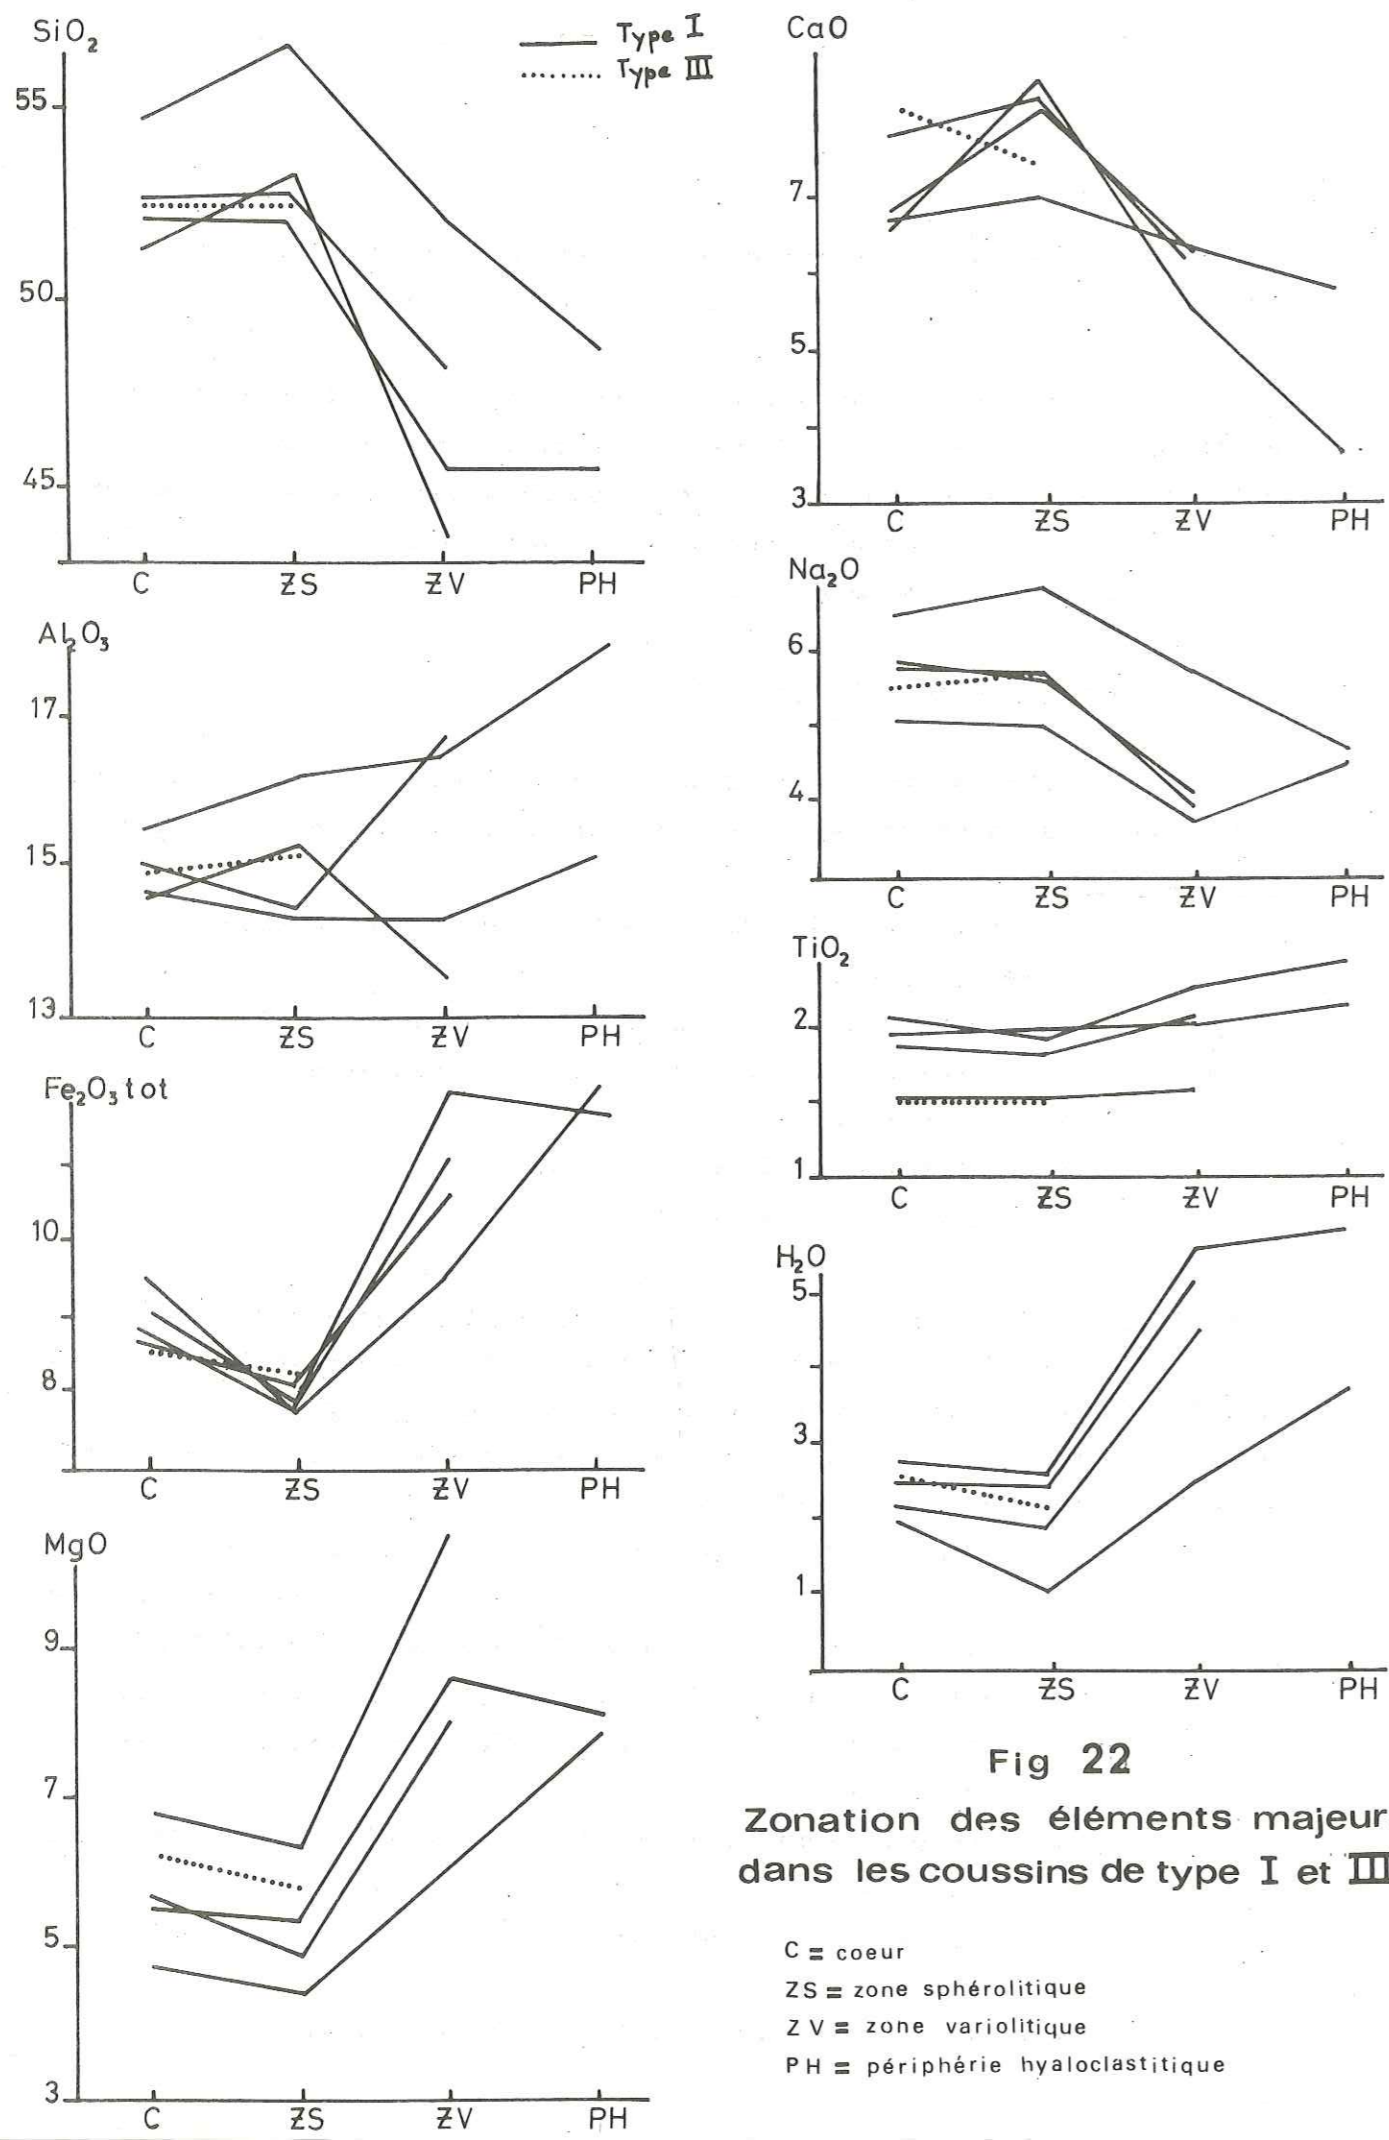 SiO₂
Type I
Type III
55
50
45
C ZS ZV PH
Al₂O₃
17
15
13
C ZS ZV PH
Fe₂O₃ tot
10
8
C ZS ZV PH
MgO
9
7
5
3
C ZS ZV PH
CaO
7
5
3
C ZS ZV PH
Na₂O
6
4
C ZS ZV PH
TiO₂
2
1
C ZS ZV PH
H₂O
5
3
1
C ZS ZV PH
Fig 22
Zonation des éléments majeur
dans les coussins de type I et III
C = coeur
ZS = zone sphérolitique
ZV = zone variolitique
PH = périphérie hyaloclastitique